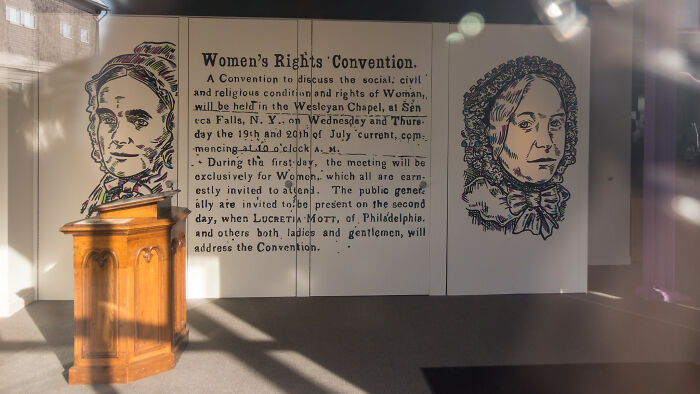 Women's Rights Convention.
A Convention to discuss the social, civil
and religious condition and rights of Woman,
will be held in the Wesleyan Chapel, at Sen-
eca Falls, N. Y., on Wednesday and Thurs-
day the 19th and 20th of July current, com-
mencing at 10 o'clock A. M.
During the first day, the meeting will be
exclusively for Women, which all are earn-
estly invited to attend. The public gener-
ally are invited to be present on the second
day, when LUCRETIA MOTT, of Philadelphia,
and others both ladies and gentlemen, will
address the Convention.